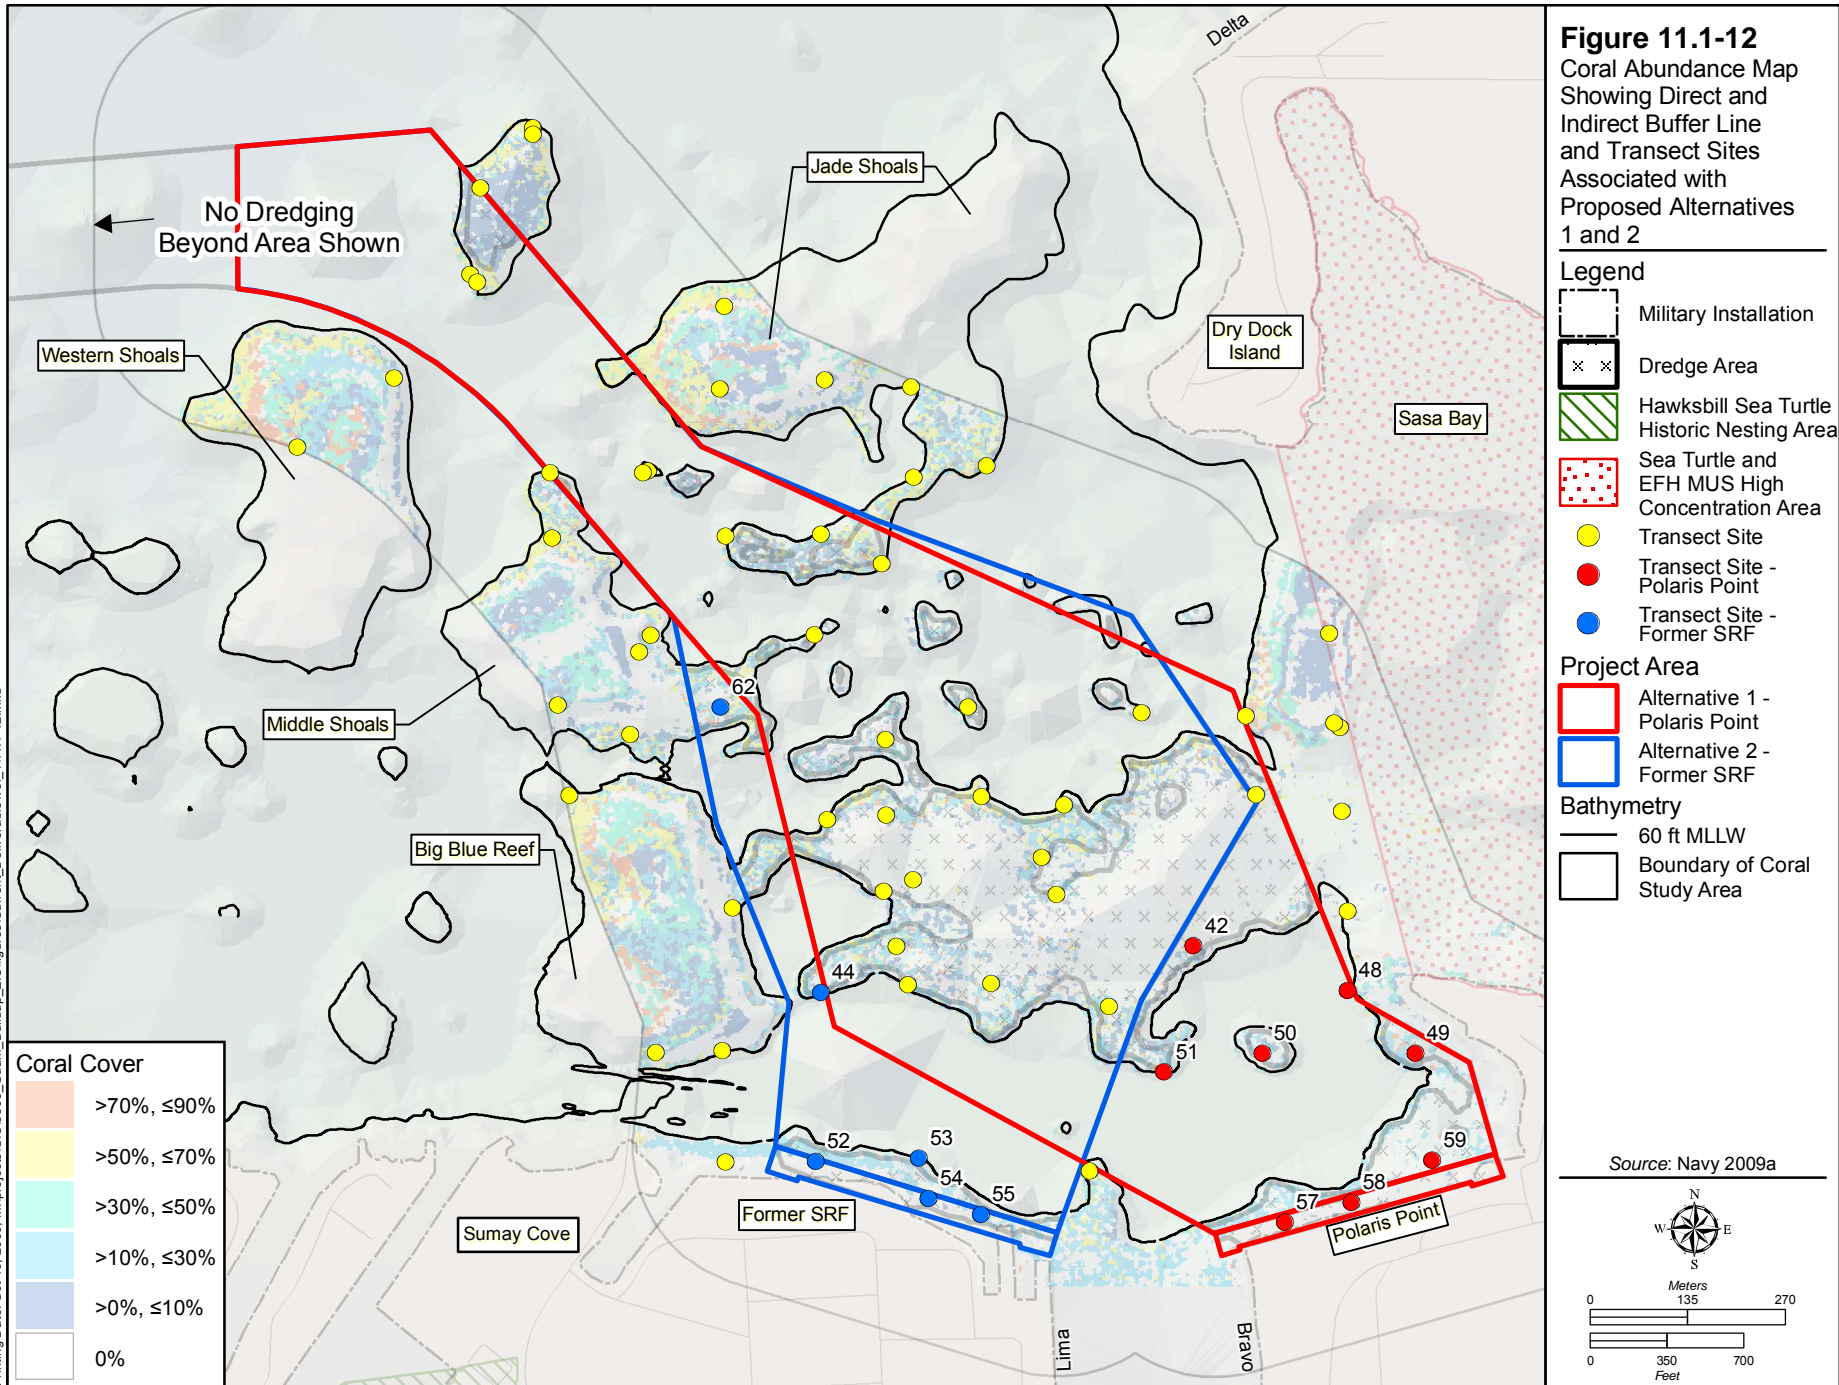 Delta
Jade Shoals
No Dredging
Beyond Area Shown
Western Shoals
Dry Dock
Island
Sasa Bay
62
Middle Shoals
Big Blue Reef
42
44
48
49
50
51
52
53
54
55
59
58
57
Former SRF
Polaris Point
Sumay Cove
Lima
Bravo
Coral Cover
>70%, ≤90%
>50%, ≤70%
>30%, ≤50%
>10%, ≤30%
>0%, ≤10%
0%
Figure 11.1-12
Coral Abundance Map
Showing Direct and
Indirect Buffer Line
and Transect Sites
Associated with
Proposed Alternatives
1 and 2
Legend
Military Installation
Dredge Area
Hawksbill Sea Turtle
Historic Nesting Area
Sea Turtle and
EFH MUS High
Concentration Area
Transect Site
Transect Site -
Polaris Point
Transect Site -
Former SRF
Project Area
Alternative 1 -
Polaris Point
Alternative 2 -
Former SRF
Bathymetry
60 ft MLLW
Boundary of Coral
Study Area
Source: Navy 2009a
N
W E
S
Meters
0 135 270
0 350 700
Feet